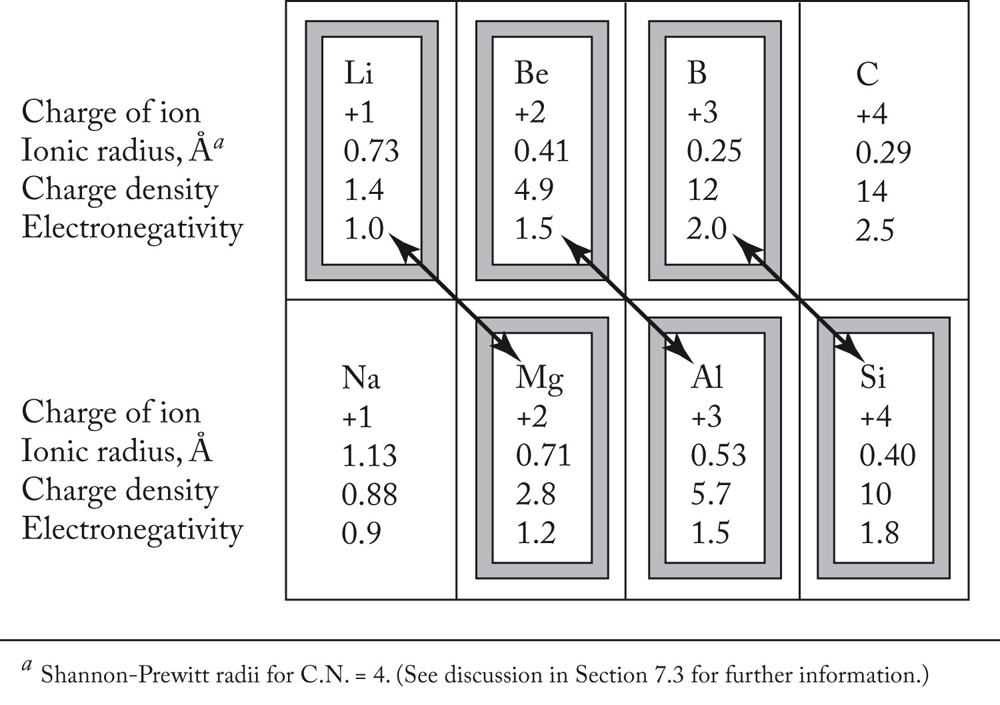 Li Be B C
Charge of ion +1 +2 +3 +4
Ionic radius, Åᵃ 0.73 0.41 0.25 0.29
Charge density 1.4 4.9 12 14
Electronegativity 1.0 1.5 2.0 2.5
Na Mg Al Si
Charge of ion +1 +2 +3 +4
Ionic radius, Å 1.13 0.71 0.53 0.40
Charge density 0.88 2.8 5.7 10
Electronegativity 0.9 1.2 1.5 1.8
ᵃ Shannon-Prewitt radii for C.N. = 4. (See discussion in Section 7.3 for further information.)